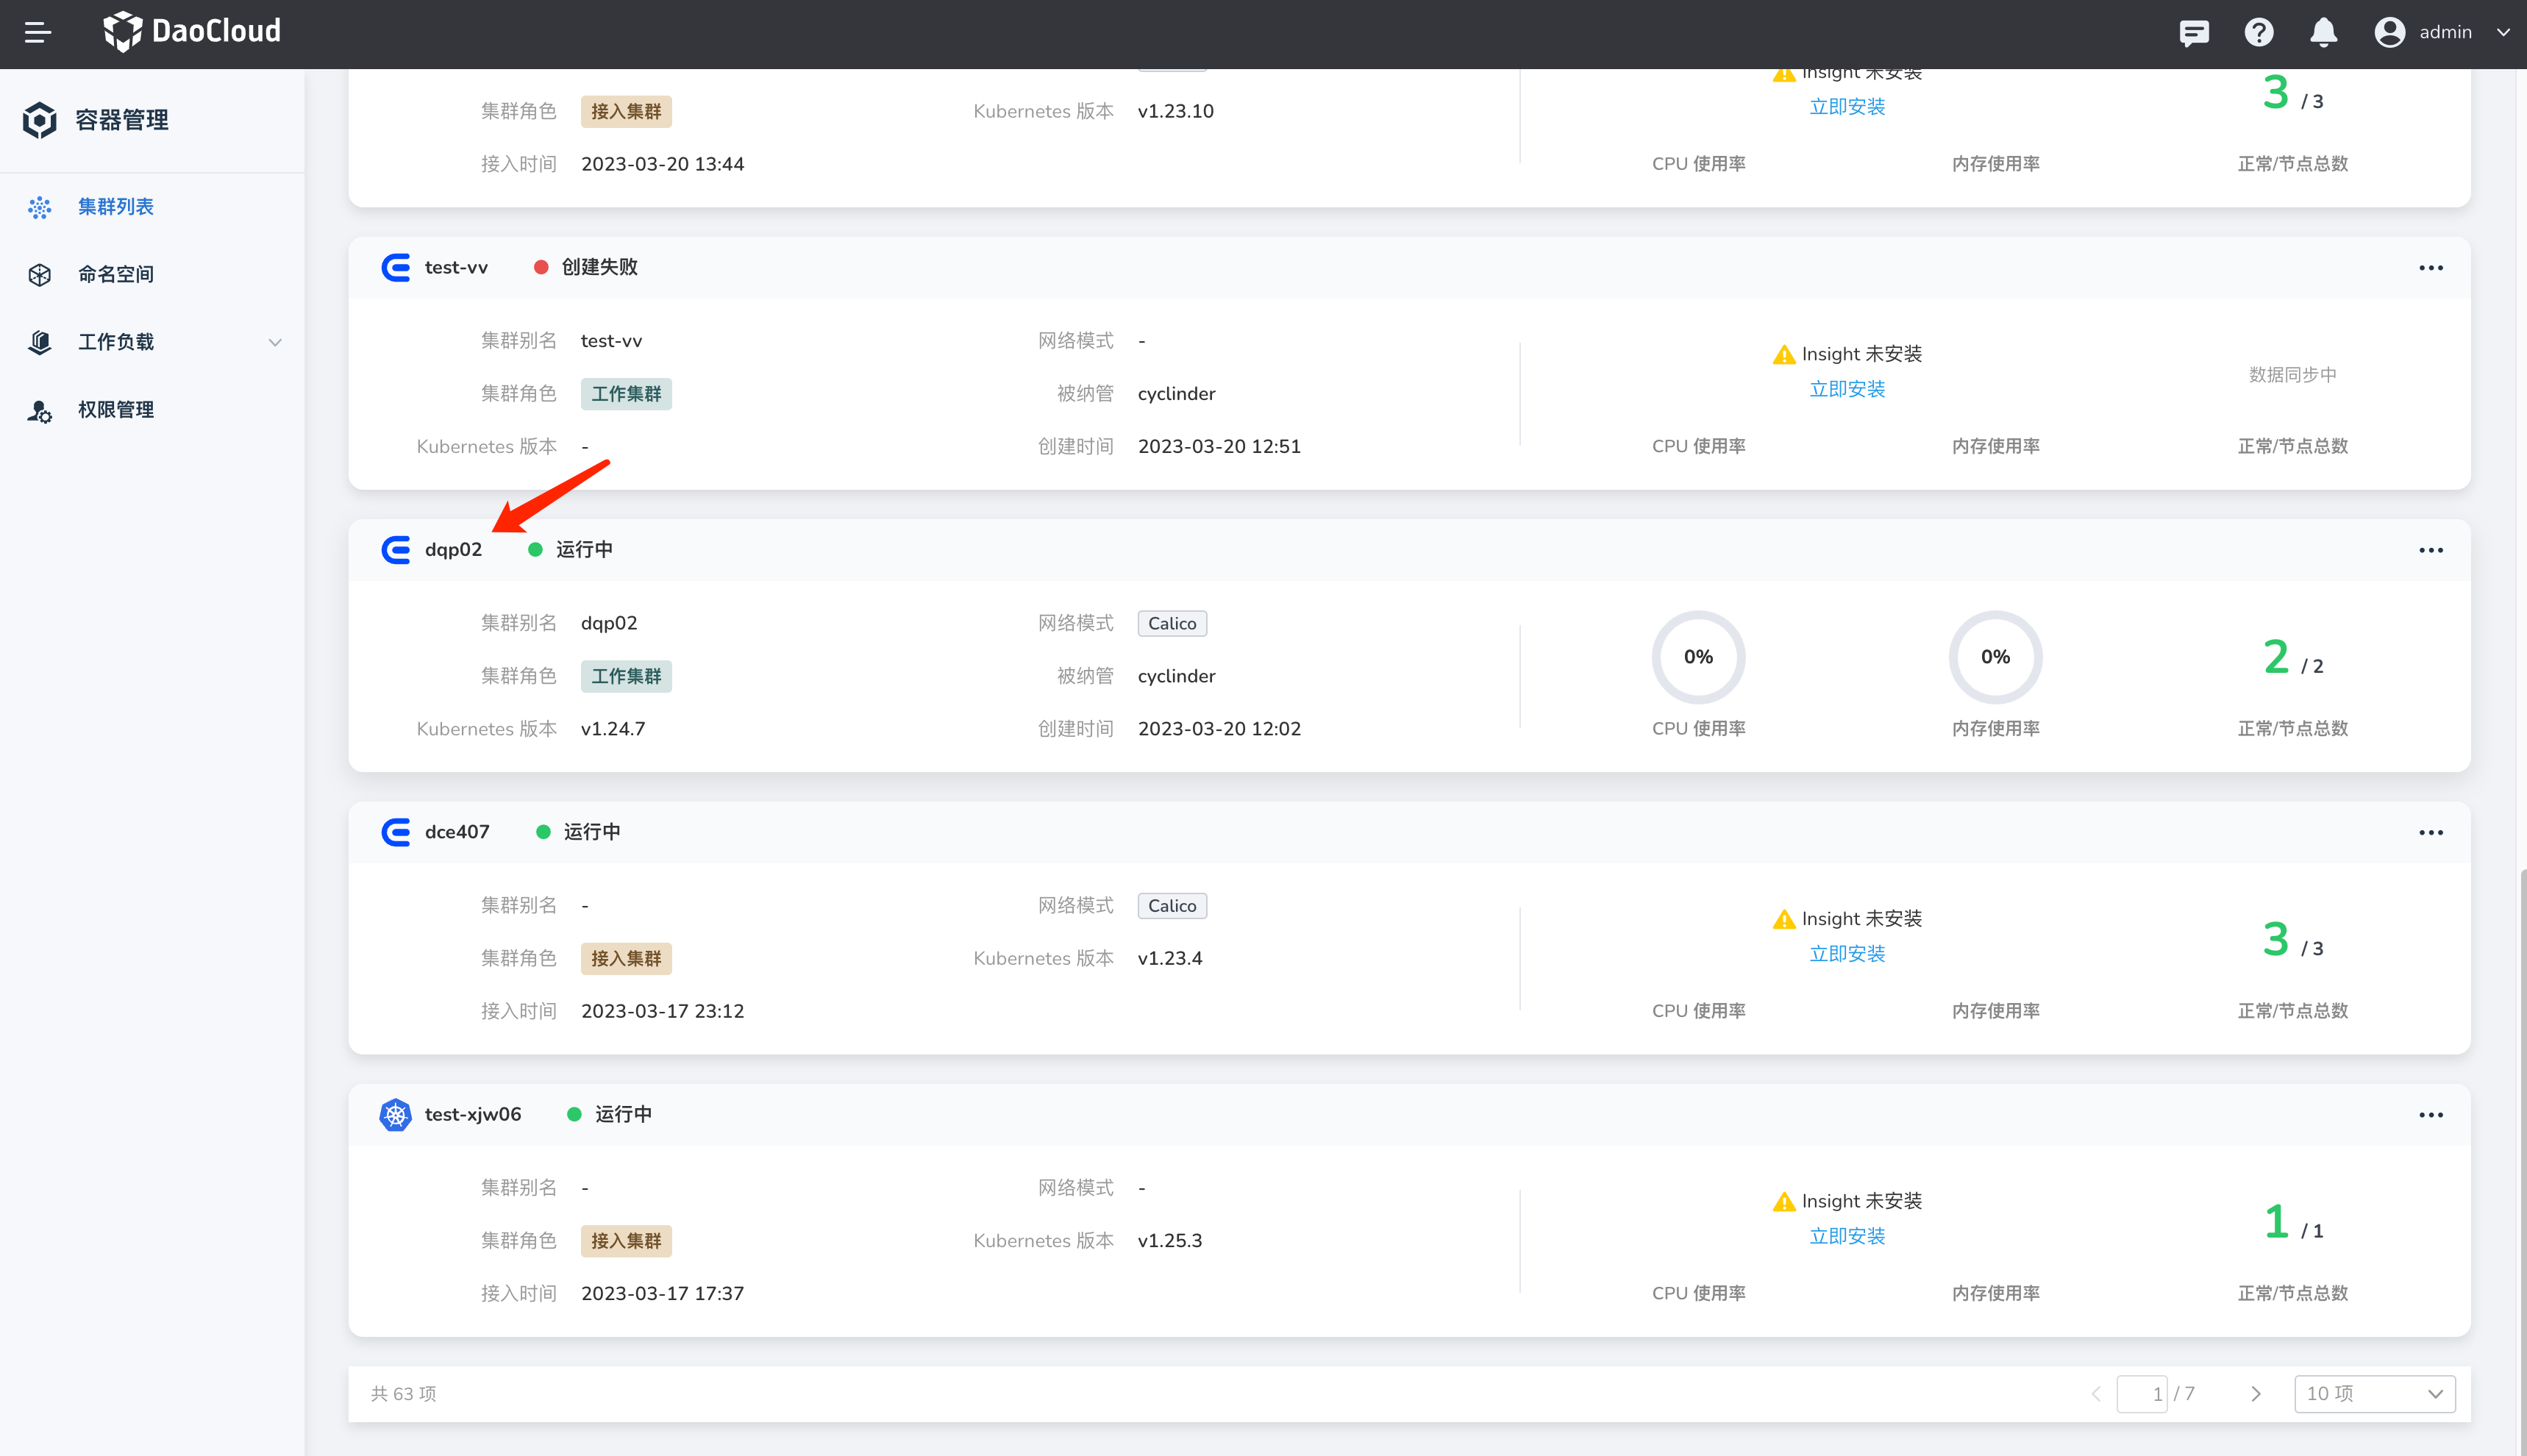 DaoCloud
admin
容器管理
集群列表
命名空间
工作负载
权限管理
Insight 未安装
集群角色 接入集群 Kubernetes 版本 v1.23.10 立即安装 3 / 3
接入时间 2023-03-20 13:44 CPU 使用率 内存使用率 正常/节点总数
test-vv 创建失败
集群别名 test-vv 网络模式 - Insight 未安装
集群角色 工作集群 被纳管 cyclinder 立即安装 数据同步中
Kubernetes 版本 - 创建时间 2023-03-20 12:51 CPU 使用率 内存使用率 正常/节点总数
dqp02 运行中
集群别名 dqp02 网络模式 Calico
集群角色 工作集群 被纳管 cyclinder 0% 0% 2 / 2
Kubernetes 版本 v1.24.7 创建时间 2023-03-20 12:02 CPU 使用率 内存使用率 正常/节点总数
dce407 运行中
集群别名 - 网络模式 Calico Insight 未安装
集群角色 接入集群 Kubernetes 版本 v1.23.4 立即安装 3 / 3
接入时间 2023-03-17 23:12 CPU 使用率 内存使用率 正常/节点总数
test-xjw06 运行中
集群别名 - 网络模式 - Insight 未安装
集群角色 接入集群 Kubernetes 版本 v1.25.3 立即安装 1 / 1
接入时间 2023-03-17 17:37 CPU 使用率 内存使用率 正常/节点总数
共 63 项 1 / 7 10 项